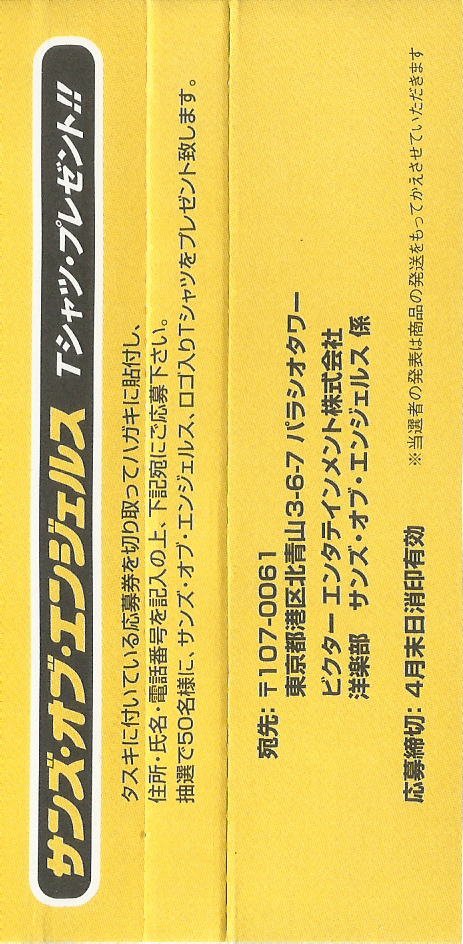 サンズ・オブ・エンジェルス Tシャツ・プレゼント!!
タスキに付いている応募券を切り取ってハガキに貼付し、
住所・氏名・電話番号を記入の上、下記宛にご応募下さい。
抽選で50名様に、サンズ・オブ・エンジェルス、ロゴ入りTシャツをプレゼント致します。
宛先: 〒107-0061
東京都港区北青山3-6-7 パラシオタワー
ビクター エンタテインメント株式会社
洋楽部 サンズ・オブ・エンジェルス 係
応募締切: 4月末日消印有効 ※当選者の発表は商品の発送をもってかえさせていただきます